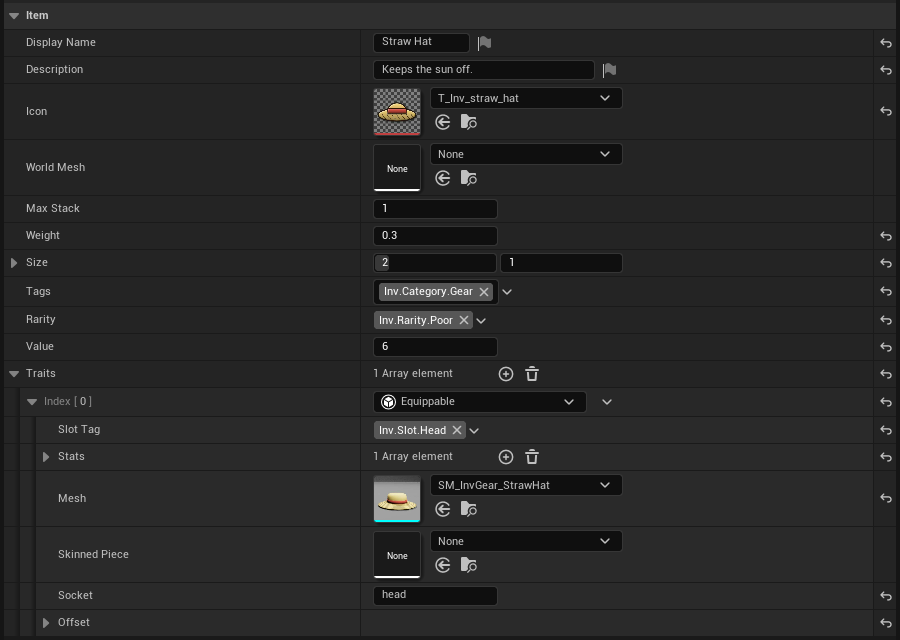 Item
Display Name Straw Hat
Description Keeps the sun off.
Icon T_Inv_straw_hat
World Mesh None None
Max Stack 1
Weight 0.3
Size 2 1
Tags Inv.Category.Gear
Rarity Inv.Rarity.Poor
Value 6
Traits 1 Array element
Index [ 0 ] Equippable
Slot Tag Inv.Slot.Head
Stats 1 Array element
Mesh SM_InvGear_StrawHat
Skinned Piece None None
Socket head
Offset